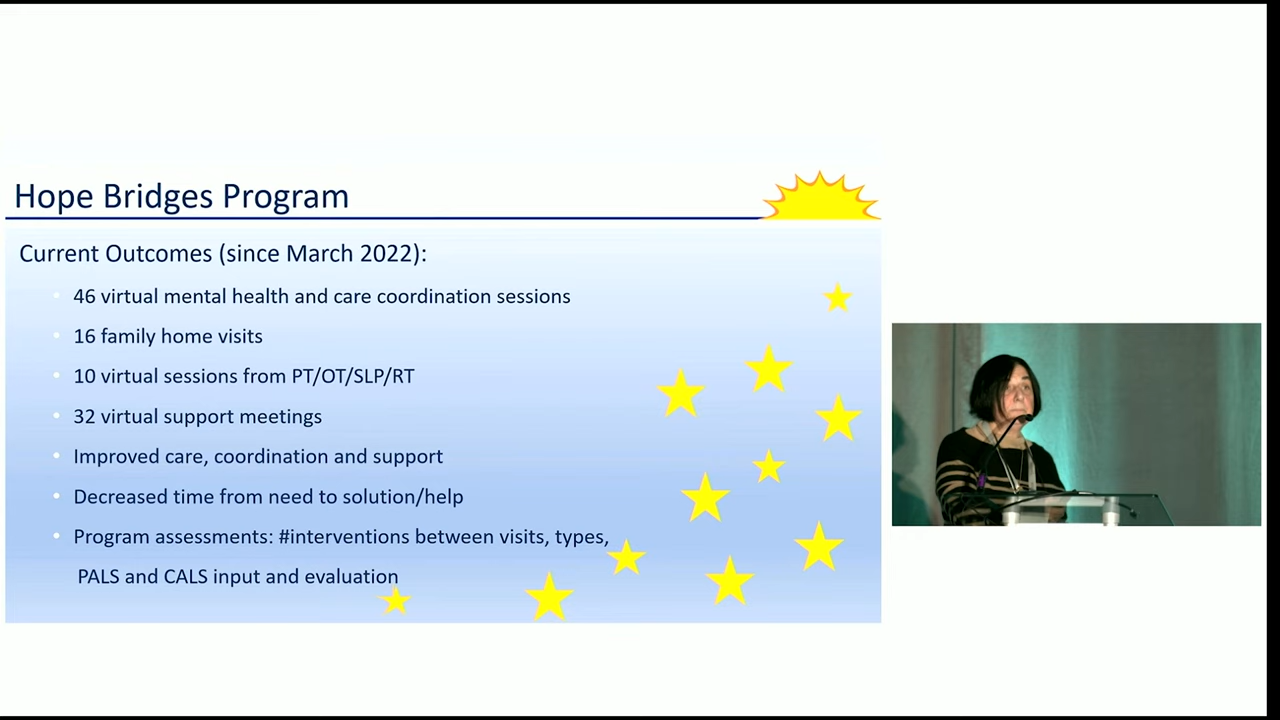 Hope Bridges Program
Current Outcomes (since March 2022):
46 virtual mental health and care coordination sessions
16 family home visits
10 virtual sessions from PT/OT/SLP/RT
32 virtual support meetings
Improved care, coordination and support
Decreased time from need to solution/help
Program assessments: #interventions between visits, types,
PALS and CALS input and evaluation